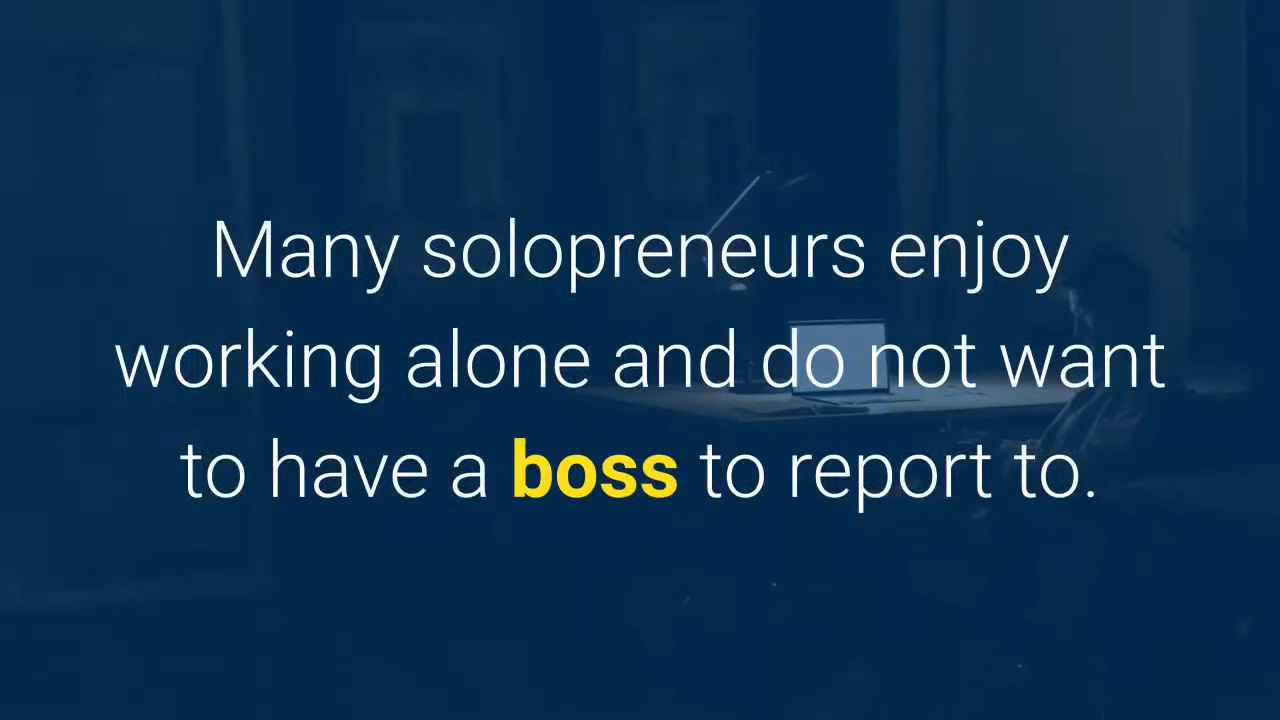 Many solopreneurs enjoy
working alone and do not want
to have a boss to report to.